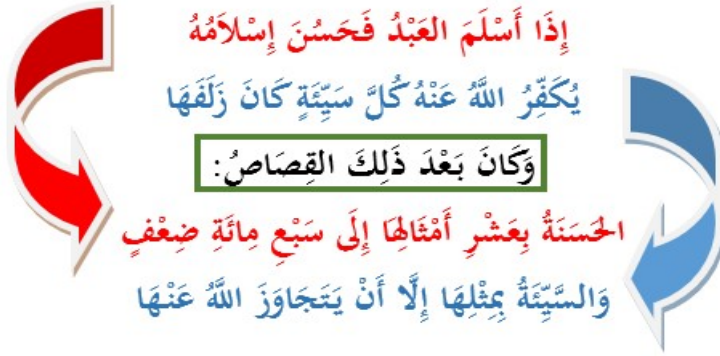 إِذَا أَسْلَمَ العَبْدُ فَحَسُنَ إِسْلَامُهُ
يُكَفِّرُ اللَّهُ عَنْهُ كُلَّ سَيِّئَةٍ كَانَ زَلَفَهَا
وَكَانَ بَعْدَ ذَلِكَ القِصَاصُ:
الحَسَنَةُ بِعَشْرِ أَمْثَالِهَا إِلَى سَبْعِ مِائَةِ ضِعْفٍ
وَالسَّيِّئَةُ بِمِثْلِهَا إِلَّا أَنْ يَتَجَاوَزَ اللَّهُ عَنْهَا